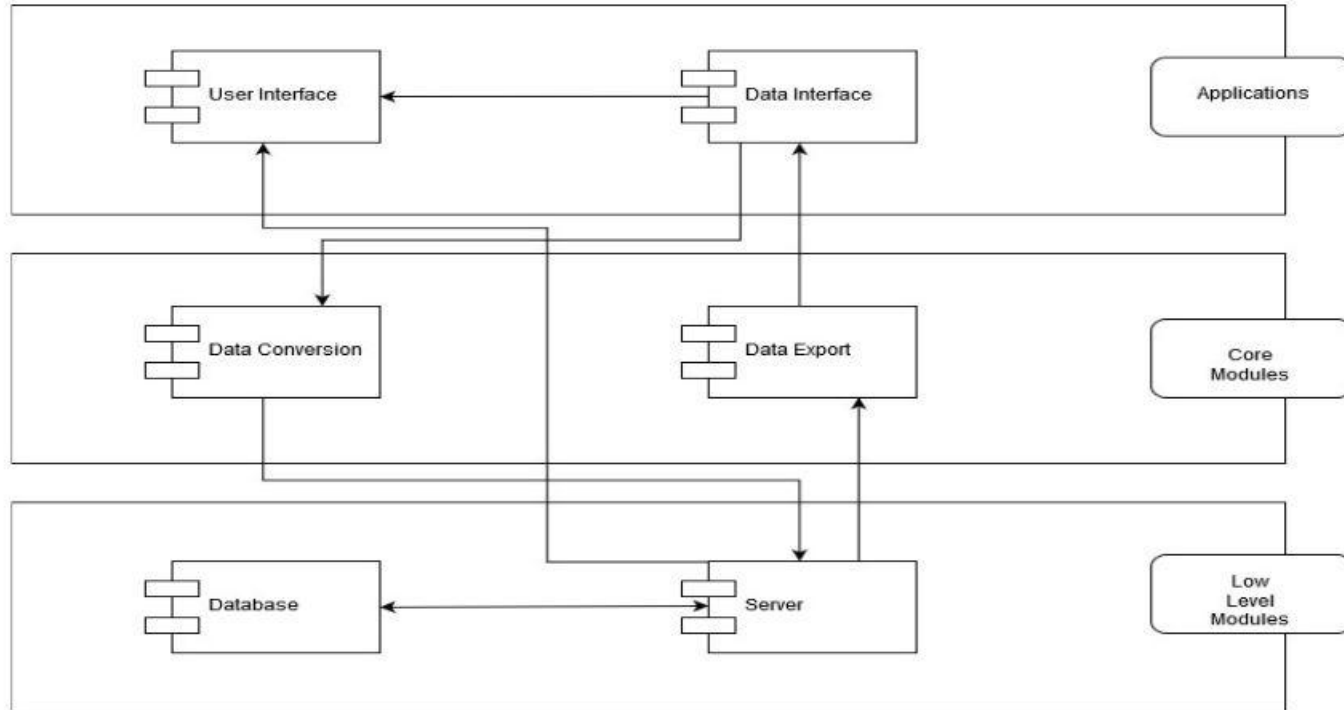 User Interface
Data Interface
Applications
Data Conversion
Data Export
Core
Modules
Database
Server
Low
Level
Modules